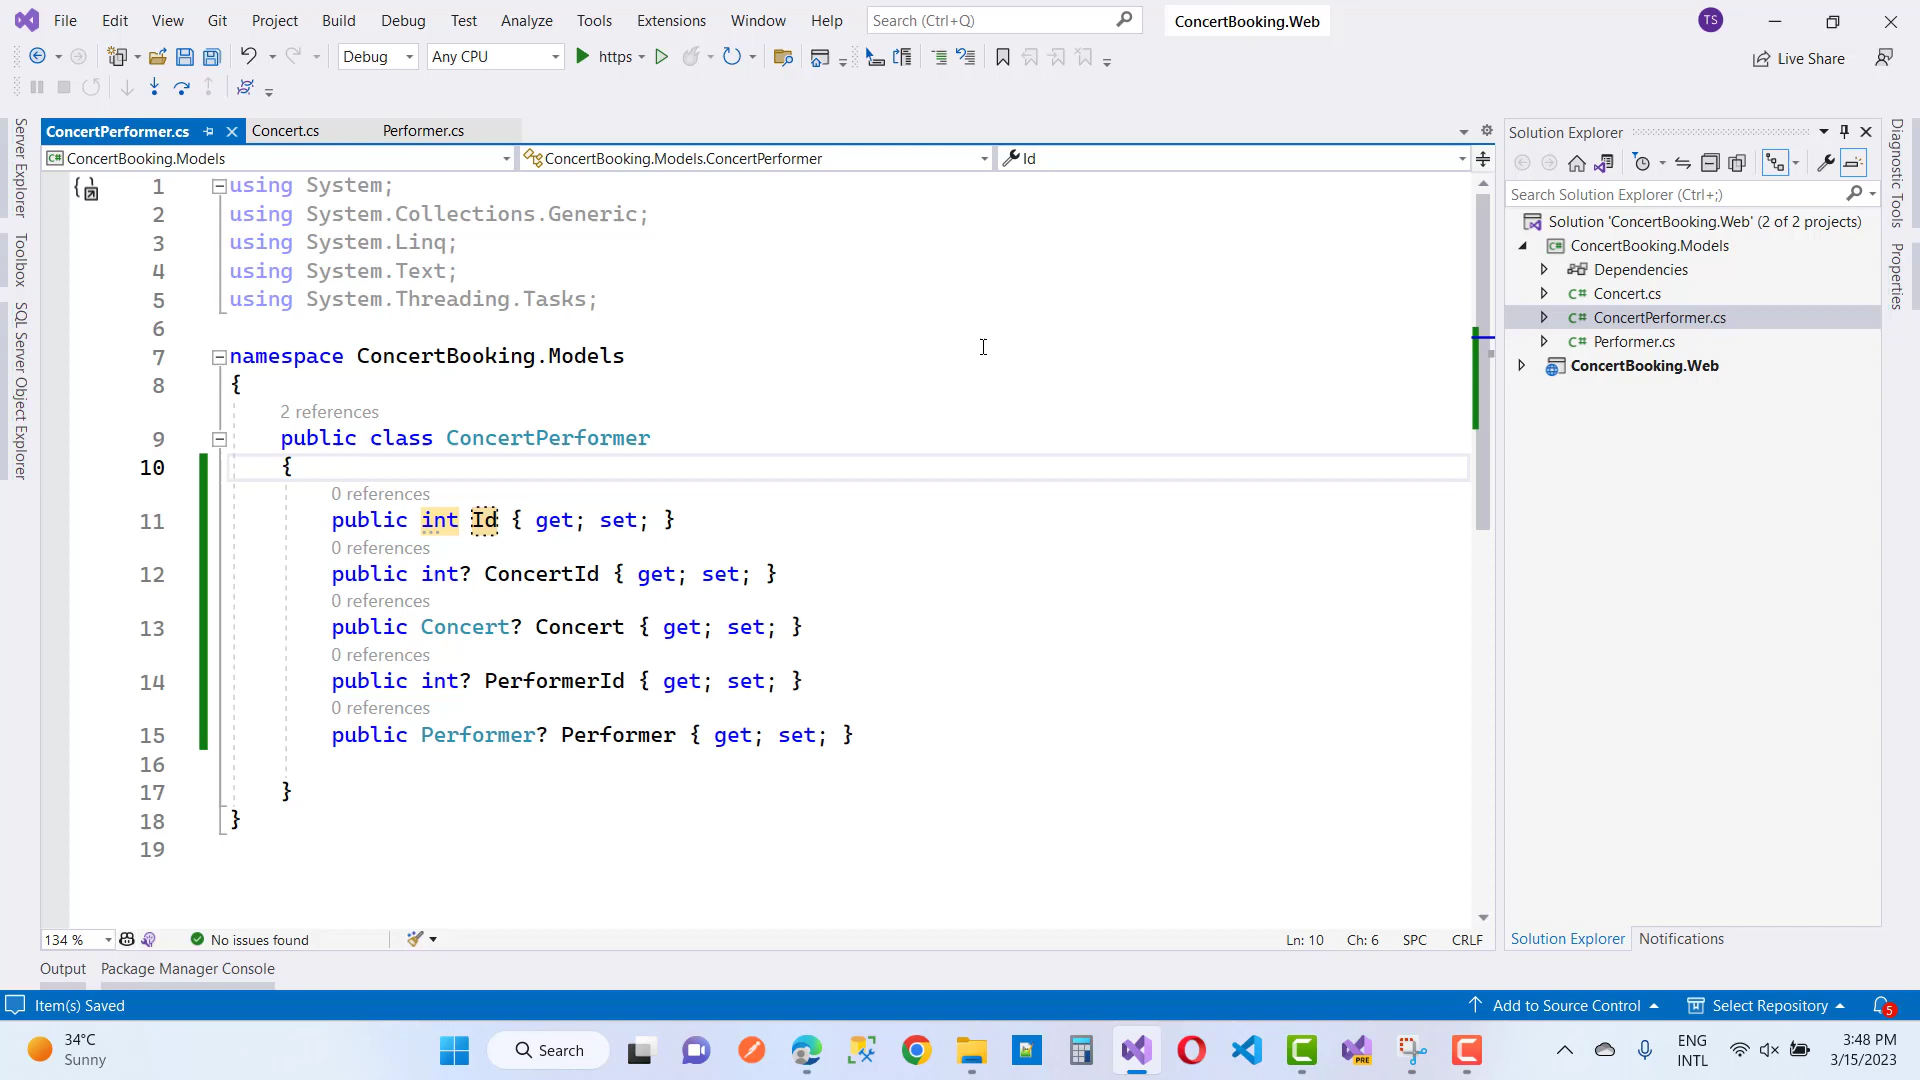 File Edit View Git Project Build Debug Test Analyze Tools Extensions Window Help Search (Ctrl+Q) ConcertBooking.Web TS
Debug Any CPU https Live Share
ConcertPerformer.cs Concert.cs Performer.cs
ConcertBooking.Models ConcertBooking.Models.ConcertPerformer Id
Server Explorer
Toolbox
SQL Server Object Explorer
1 using System;
2 using System.Collections.Generic;
3 using System.Linq;
4 using System.Text;
5 using System.Threading.Tasks;
6
7 namespace ConcertBooking.Models
8 {
2 references
9 public class ConcertPerformer
10 {
0 references
11 public int Id { get; set; }
0 references
12 public int? ConcertId { get; set; }
0 references
13 public Concert? Concert { get; set; }
0 references
14 public int? PerformerId { get; set; }
0 references
15 public Performer? Performer { get; set; }
16
17 }
18 }
19
134 % No issues found Ln: 10 Ch: 6 SPC CRLF
Solution Explorer
Search Solution Explorer (Ctrl+;)
Solution 'ConcertBooking.Web' (2 of 2 projects)
C# ConcertBooking.Models
Dependencies
C# Concert.cs
C# ConcertPerformer.cs
C# Performer.cs
ConcertBooking.Web
Solution Explorer Notifications
Diagnostic Tools
Properties
Output Package Manager Console
Item(s) Saved Add to Source Control Select Repository 5
34°C
Sunny
Search
PRE
ENG
INTL
3:48 PM
3/15/2023